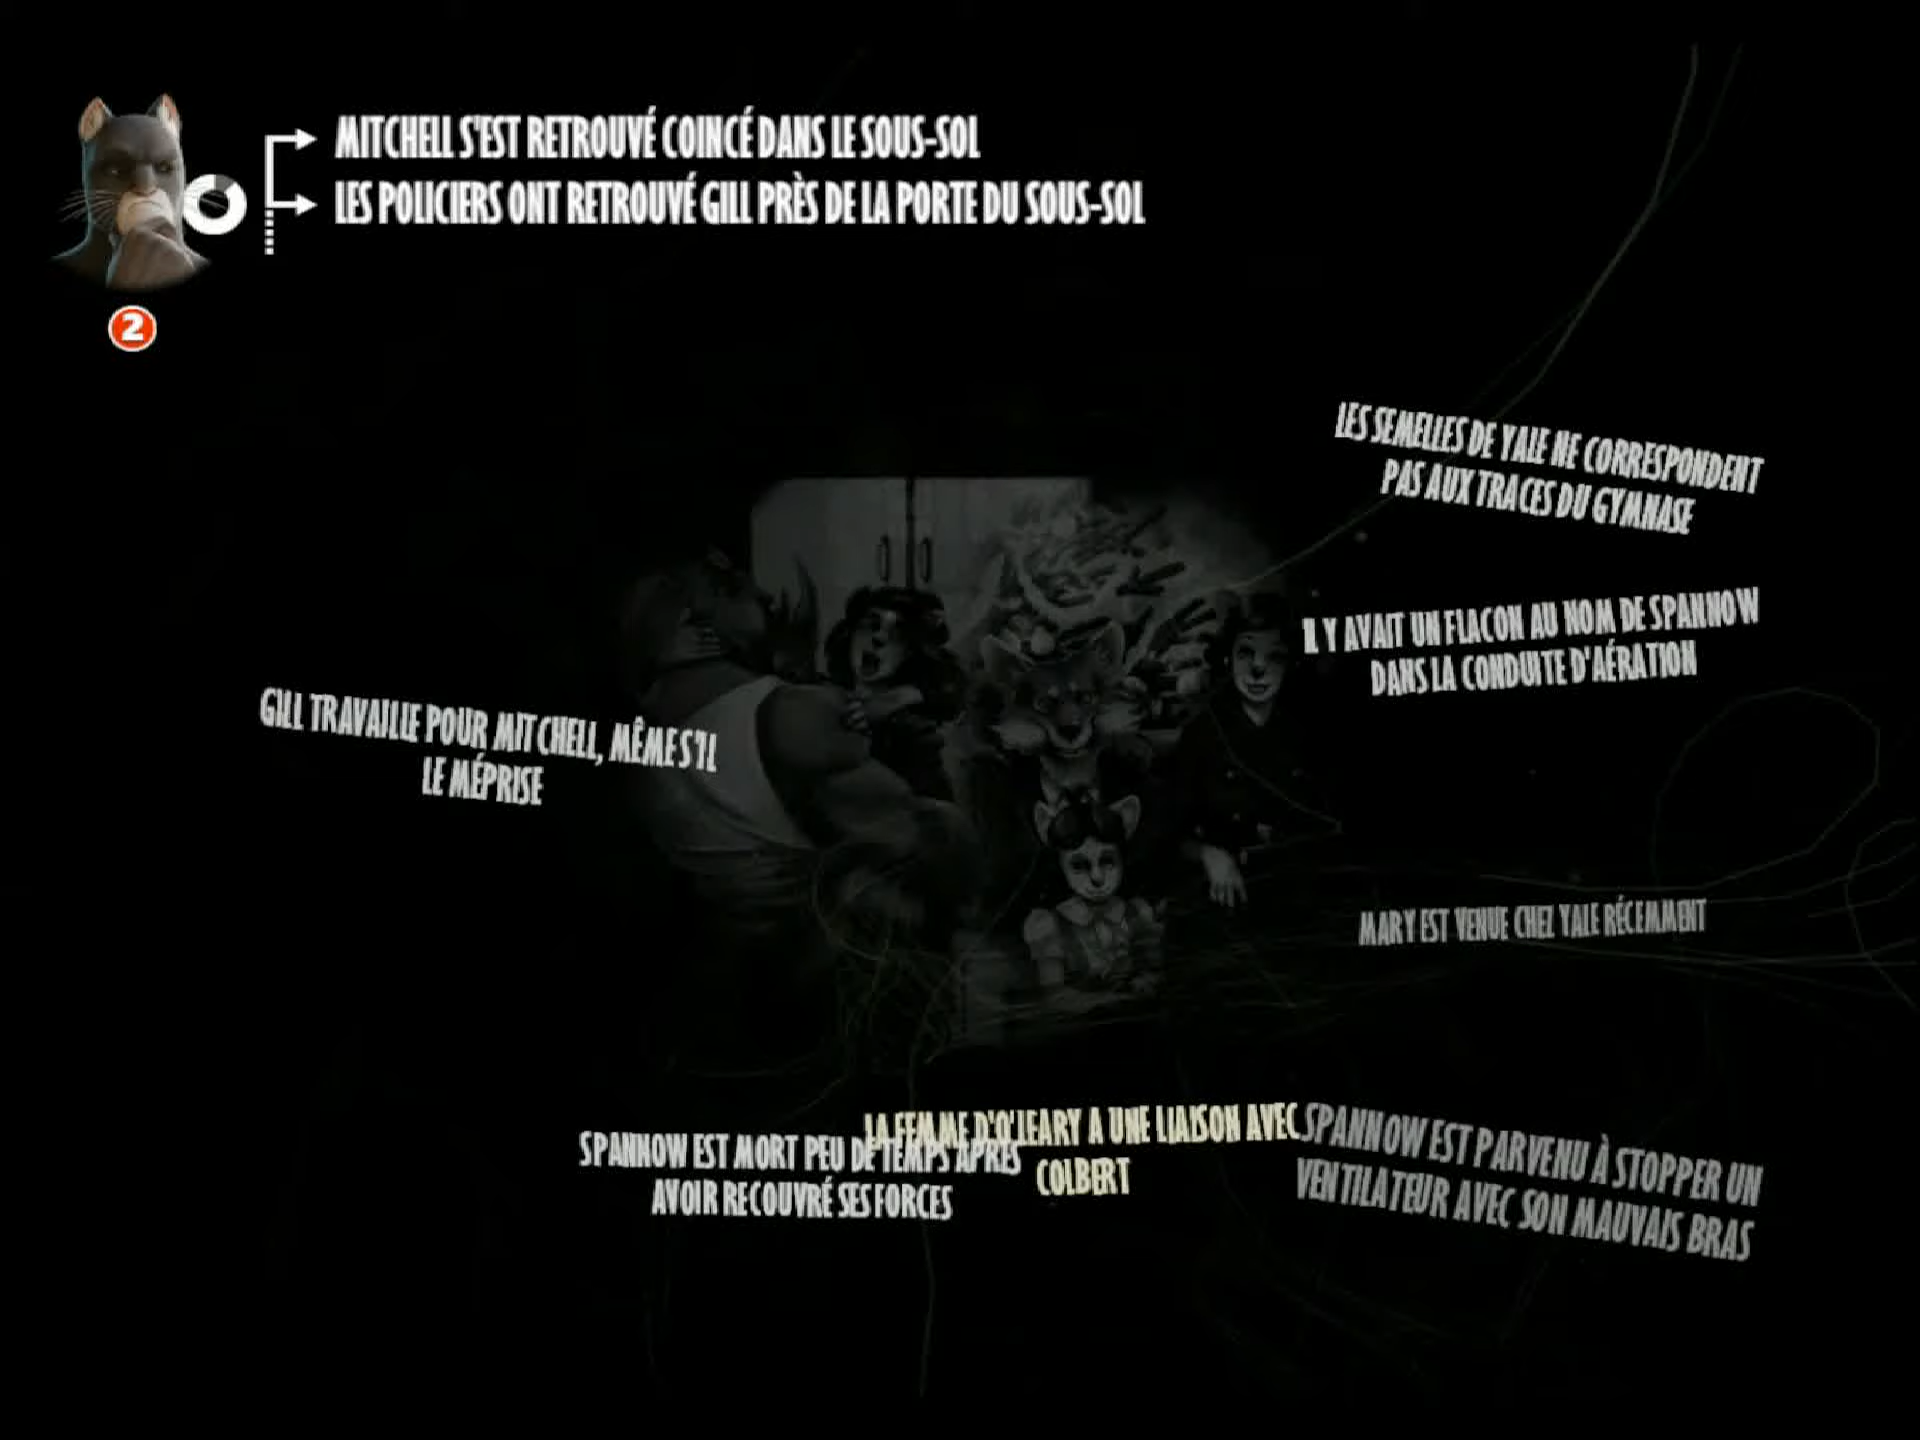 MITCHELL S'EST RETROUVÉ COINCÉ DANS LE SOUS-SOL
LES POLICIERS ONT RETROUVÉ GILL PRÈS DE LA PORTE DU SOUS-SOL
2
LES SEMELLES DE YALE NE CORRESPONDENT
PAS AUX TRACES DU GYMNASE
IL Y AVAIT UN FLACON AU NOM DE SPANNOW
DANS LA CONDUITE D'AÉRATION
GILL TRAVAILLE POUR MITCHELL, MÊME S'IL
LE MÉPRISE
MARY EST VENUE CHEZ YALE RÉCEMMENT
LA FEMME D'O'LEARY A UNE LIAISON AVEC
COLBERT
SPANNOW EST MORT PEU DE TEMPS APRÈS
AVOIR RECOUVRÉ SES FORCES
SPANNOW EST PARVENU À STOPPER UN
VENTILATEUR AVEC SON MAUVAIS BRAS